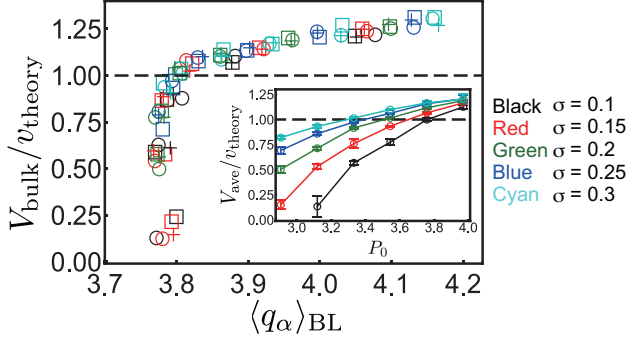 V_bulk/v_theory
1.25
1.00
0.75
0.50
0.25
0.00
3.7 3.8 3.9 4.0 4.1 4.2
⟨q_α⟩_BL
V_ave/v_theory
1.25
1.00
0.75
0.50
0.25
0.00
3.0 3.2 3.4 3.6 3.8 4.0
P_0
Black σ = 0.1
Red σ = 0.15
Green σ = 0.2
Blue σ = 0.25
Cyan σ = 0.3